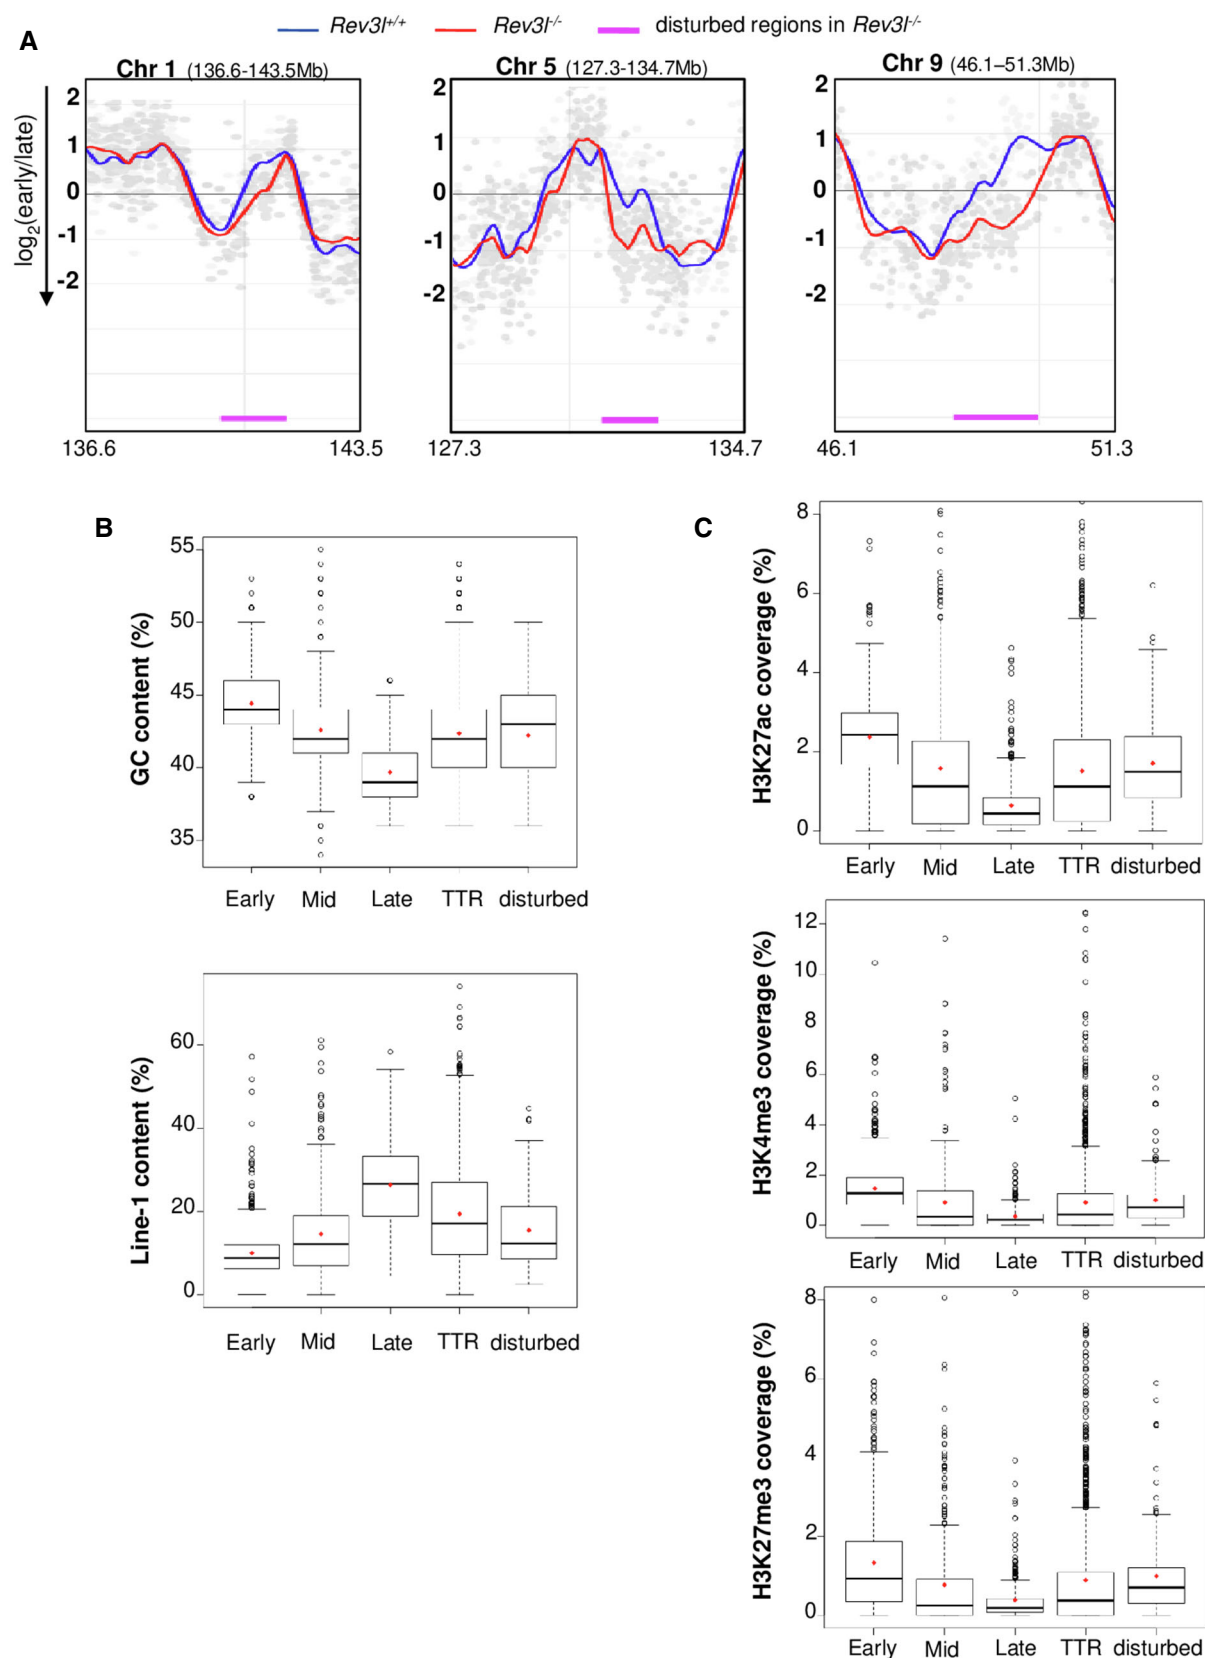 Rev3l+/+ Rev3l-/- disturbed regions in Rev3l-/-
A
Chr 1 (136.6-143.5Mb) Chr 5 (127.3-134.7Mb) Chr 9 (46.1–51.3Mb)
log2(early/late)
2
1
0
-1
-2
136.6 143.5
2
1
0
-1
-2
127.3 134.7
2
1
0
-1
-2
46.1 51.3
B
GC content (%)
55
50
45
40
35
Early Mid Late TTR disturbed
Line-1 content (%)
60
40
20
0
Early Mid Late TTR disturbed
C
H3K27ac coverage (%)
8
6
4
2
0
Early Mid Late TTR disturbed
H3K4me3 coverage (%)
12
10
8
6
4
2
0
Early Mid Late TTR disturbed
H3K27me3 coverage (%)
8
6
4
2
0
Early Mid Late TTR disturbed